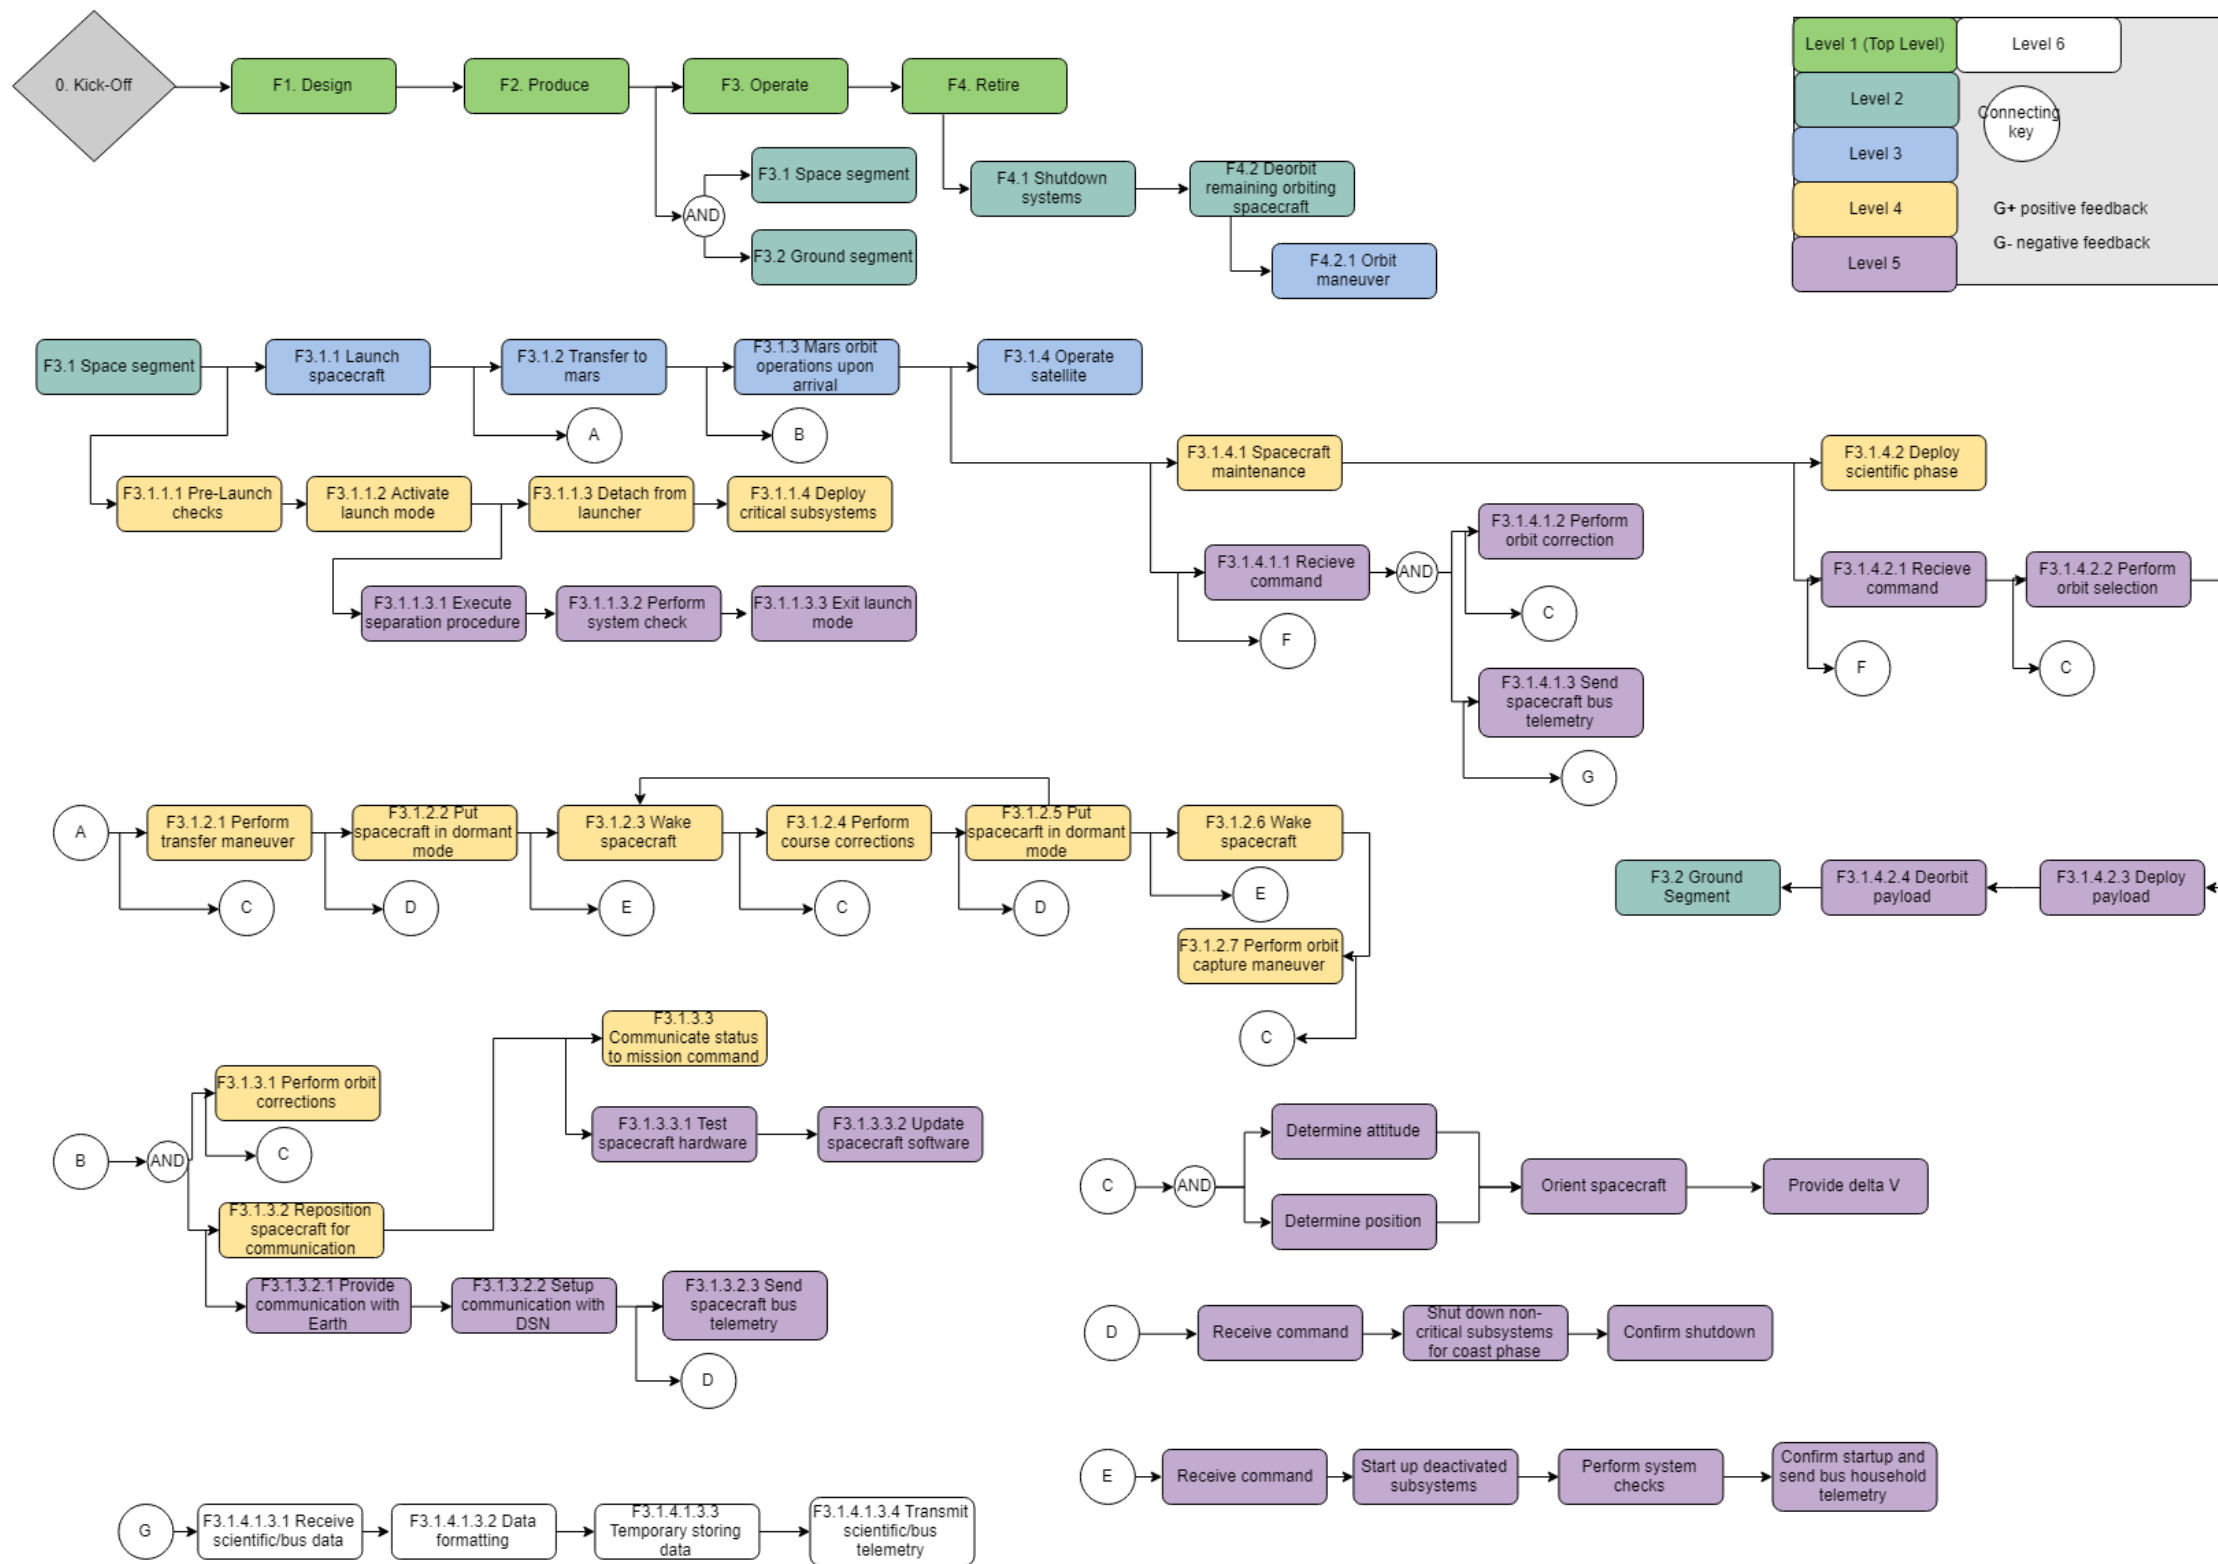 0. Kick-Off
F1. Design
F2. Produce
F3. Operate
F4. Retire
F3.1 Space segment
AND
F3.2 Ground segment
F4.1 Shutdown
systems
F4.2 Deorbit
remaining orbiting
spacecraft
F4.2.1 Orbit
maneuver
Level 1 (Top Level)
Level 6
Level 2
Connecting
key
Level 3
Level 4
G+ positive feedback
G- negative feedback
Level 5
F3.1 Space segment
F3.1.1 Launch
spacecraft
F3.1.2 Transfer to
mars
F3.1.3 Mars orbit
operations upon
arrival
F3.1.4 Operate
satellite
A
B
F3.1.1.1 Pre-Launch
checks
F3.1.1.2 Activate
launch mode
F3.1.1.3 Detach from
launcher
F3.1.1.4 Deploy
critical subsystems
F3.1.1.3.1 Execute
separation procedure
F3.1.1.3.2 Perform
system check
F3.1.1.3.3 Exit launch
mode
F3.1.4.1 Spacecraft
maintenance
F3.1.4.2 Deploy
scientific phase
F3.1.4.1.1 Recieve
command
AND
F3.1.4.1.2 Perform
orbit correction
C
F
F3.1.4.1.3 Send
spacecraft bus
telemetry
G
F3.1.4.2.1 Recieve
command
F3.1.4.2.2 Perform
orbit selection
F
C
A
F3.1.2.1 Perform
transfer maneuver
F3.1.2.2 Put
spacecraft in dormant
mode
F3.1.2.3 Wake
spacecraft
F3.1.2.4 Perform
course corrections
F3.1.2.5 Put
spacecarft in dormant
mode
F3.1.2.6 Wake
spacecraft
C
D
E
C
D
E
F3.1.2.7 Perform orbit
capture maneuver
C
F3.2 Ground
Segment
F3.1.4.2.4 Deorbit
payload
F3.1.4.2.3 Deploy
payload
B
AND
F3.1.3.1 Perform orbit
corrections
C
F3.1.3.2 Reposition
spacecraft for
communication
F3.1.3.3
Communicate status
to mission command
F3.1.3.3.1 Test
spacecraft hardware
F3.1.3.3.2 Update
spacecraft software
F3.1.3.2.1 Provide
communication with
Earth
F3.1.3.2.2 Setup
communication with
DSN
F3.1.3.2.3 Send
spacecraft bus
telemetry
D
C
AND
Determine attitude
Determine position
Orient spacecraft
Provide delta V
D
Receive command
Shut down non-
critical subsystems
for coast phase
Confirm shutdown
E
Receive command
Start up deactivated
subsystems
Perform system
checks
Confirm startup and
send bus household
telemetry
G
F3.1.4.1.3.1 Receive
scientific/bus data
F3.1.4.1.3.2 Data
formatting
F3.1.4.1.3.3
Temporary storing
data
F3.1.4.1.3.4 Transmit
scientific/bus
telemetry